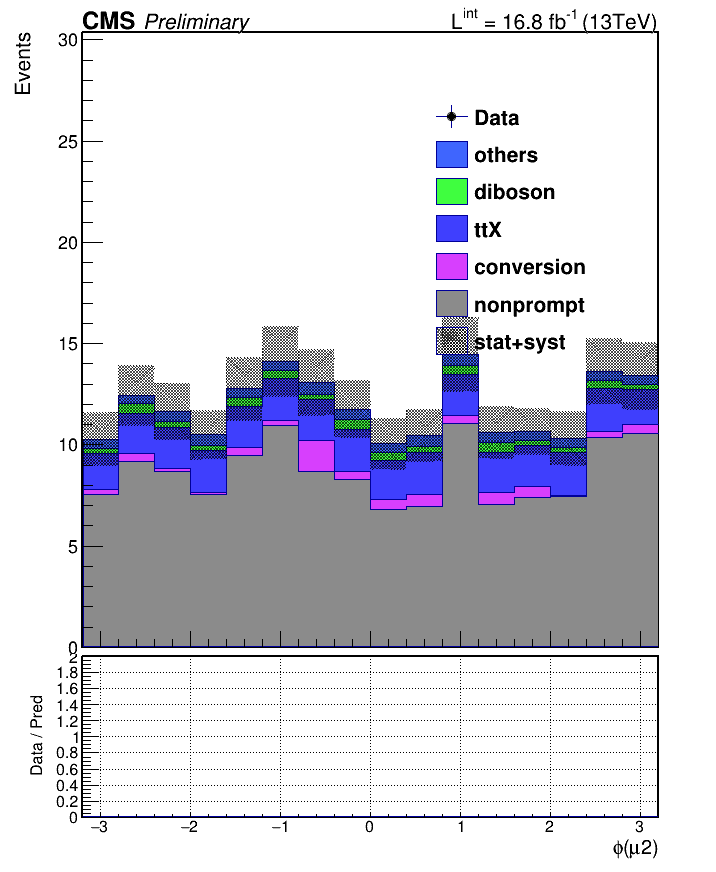 CMS Preliminary
L^int = 16.8 fb^-1 (13TeV)
Events
30
25
20
15
10
5
0
Data
others
diboson
ttX
conversion
nonprompt
stat+syst
Data / Pred
2
1.8
1.6
1.4
1.2
1
0.8
0.6
0.4
0.2
0
−3
−2
−1
0
1
2
3
ϕ(μ2)